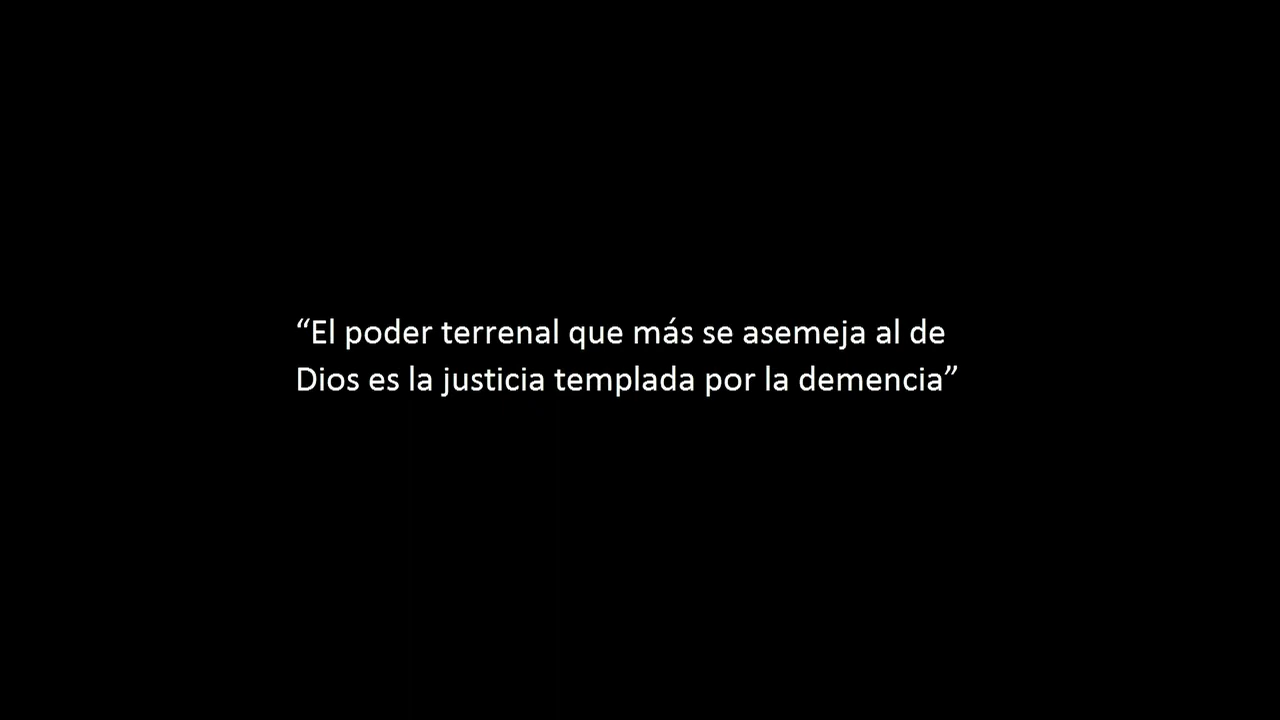 “El poder terrenal que más se asemeja al de
Dios es la justicia templada por la demencia”